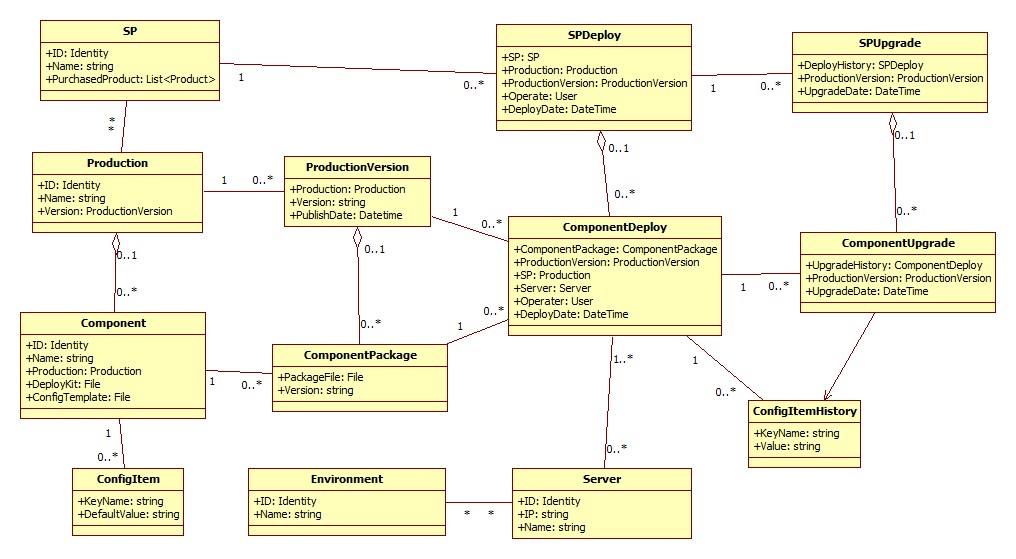 SP
+ID: Identity
+Name: string
+PurchasedProduct: List<Product>
1
0..*
SPDeploy
+SP: SP
+Production: Production
+ProductionVersion: ProductionVersion
+Operate: User
+DeployDate: DateTime
1
0..*
SPUpgrade
+DeployHistory: SPDeploy
+ProductionVersion: ProductionVersion
+UpgradeDate: DateTime
*
*
0..1
0..*
0..1
0..*
Production
+ID: Identity
+Name: string
+Version: ProductionVersion
1
0..*
ProductionVersion
+Production: Production
+Version: string
+PublishDate: Datetime
1
0..*
0..1
0..*
0..1
0..*
ComponentDeploy
+ComponentPackage: ComponentPackage
+ProductionVersion: ProductionVersion
+SP: Production
+Server: Server
+Operater: User
+DeployDate: DateTime
1
0..*
ComponentUpgrade
+UpgradeHistory: ComponentDeploy
+ProductionVersion: ProductionVersion
+UpgradeDate: DateTime
Component
+ID: Identity
+Name: string
+Production: Production
+DeployKit: File
+ConfigTemplate: File
1
0..*
ComponentPackage
+PackageFile: File
+Version: string
1
0..*
1..*
0..*
1
0..*
ConfigItemHistory
+KeyName: string
+Value: string
1
0..*
ConfigItem
+KeyName: string
+DefaultValue: string
Environment
+ID: Identity
+Name: string
*
*
Server
+ID: Identity
+IP: string
+Name: string